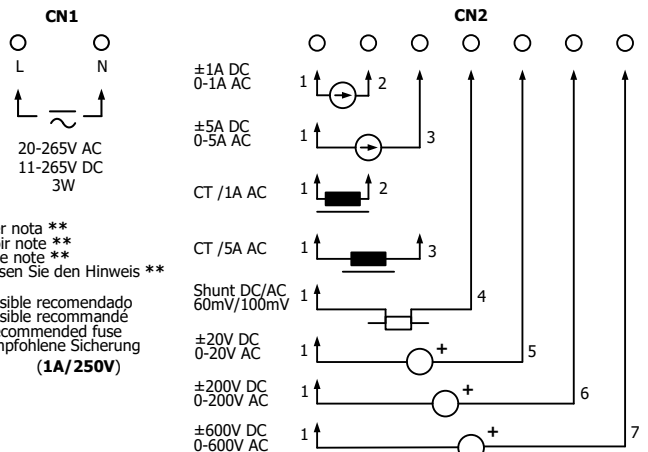 CN1
L N
20-265V AC
11-265V DC
3W
er nota **
ir note **
e note **
sen Sie den Hinweis **
sible recomendado
sible recommandé
ecommended fuse
pfohlene Sicherung
(1A/250V)
CN2
±1A DC
0-1A AC
1 2
±5A DC
0-5A AC
1 3
CT /1A AC
1 2
CT /5A AC
1 3
Shunt DC/AC
60mV/100mV
1 4
±20V DC
0-20V AC
1 + 5
±200V DC
0-200V AC
1 + 6
±600V DC
0-600V AC
1 + 7